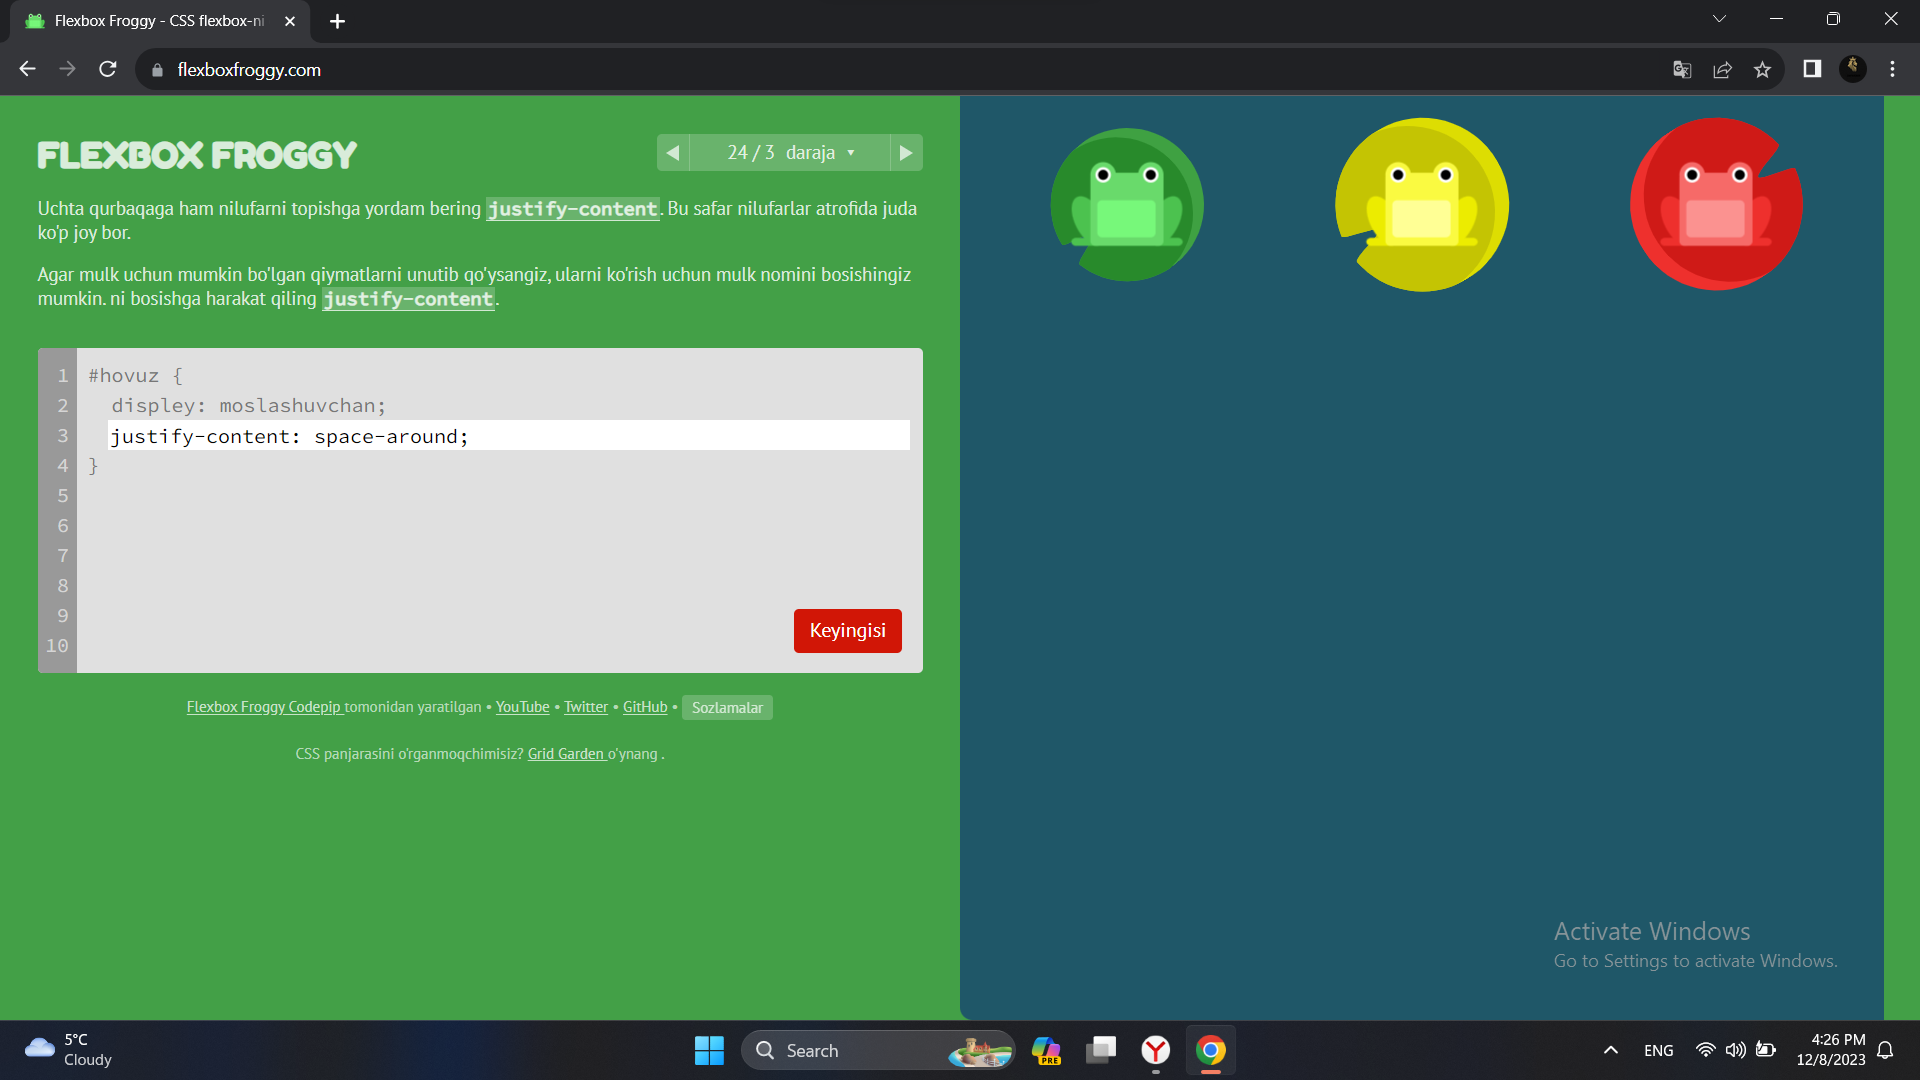 Flexbox Froggy - CSS flexbox-ni
flexboxfroggy.com
FLEXBOX FROGGY
24 / 3 daraja
Uchta qurbaqaga ham nilufarni topishga yordam bering justify-content. Bu safar nilufarlar atrofida juda
ko'p joy bor.
Agar mulk uchun mumkin bo'lgan qiymatlarni unutib qo'ysangiz, ularni ko'rish uchun mulk nomini bosishingiz
mumkin. ni bosishga harakat qiling justify-content.
1 #hovuz {
2 displey: moslashuvchan;
3 justify-content: space-around;
4 }
5
6
7
8
9
10
Keyingisi
Flexbox Froggy Codepip tomonidan yaratilgan • YouTube • Twitter • GitHub • Sozlamalar
CSS panjarasini o'rganmoqchimisiz? Grid Garden o'ynang .
Activate Windows
Go to Settings to activate Windows.
5°C
Cloudy
Search
PRE
ENG
4:26 PM
12/8/2023